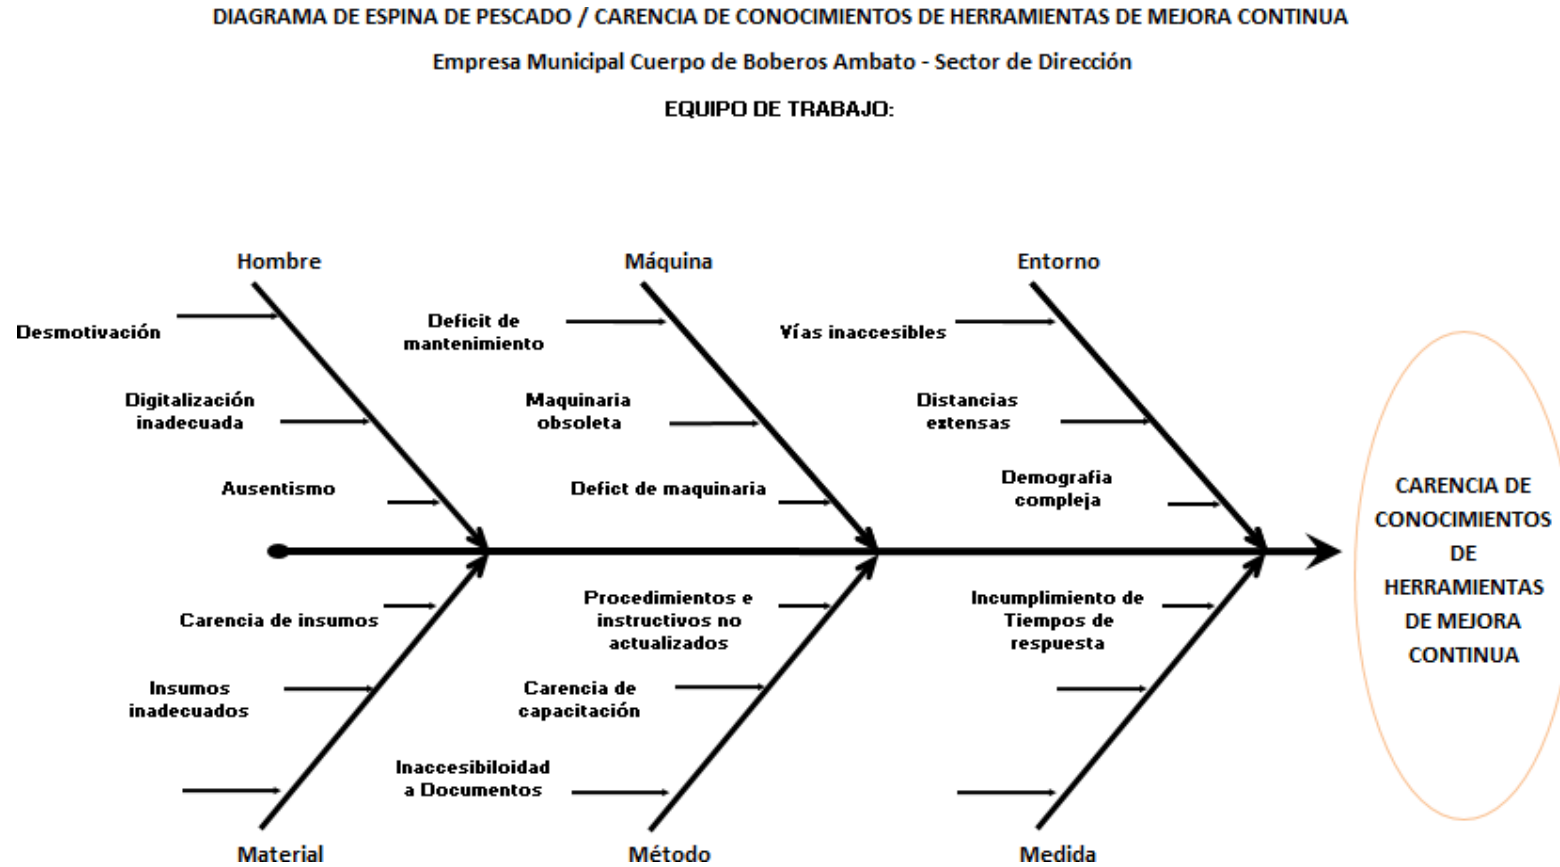 DIAGRAMA DE ESPINA DE PESCADO / CARENCIA DE CONOCIMIENTOS DE HERRAMIENTAS DE MEJORA CONTINUA
Empresa Municipal Cuerpo de Boberos Ambato - Sector de Dirección
EQUIPO DE TRABAJO:
Hombre
Desmotivación
Digitalización
inadecuada
Ausentismo
Máquina
Deficit de
mantenimiento
Maquinaria
obsoleta
Defict de maquinaria
Entorno
Vías inaccesibles
Distancias
extensas
Demografia
compleja
Carencia de insumos
Insumos
inadecuados
Material
Procedimientos e
instructivos no
actualizados
Carencia de
capacitación
Inaccesibiloidad
a Documentos
Método
Incumplimiento de
Tiempos de
respuesta
Medida
CARENCIA DE
CONOCIMIENTOS
DE
HERRAMIENTAS
DE MEJORA
CONTINUA